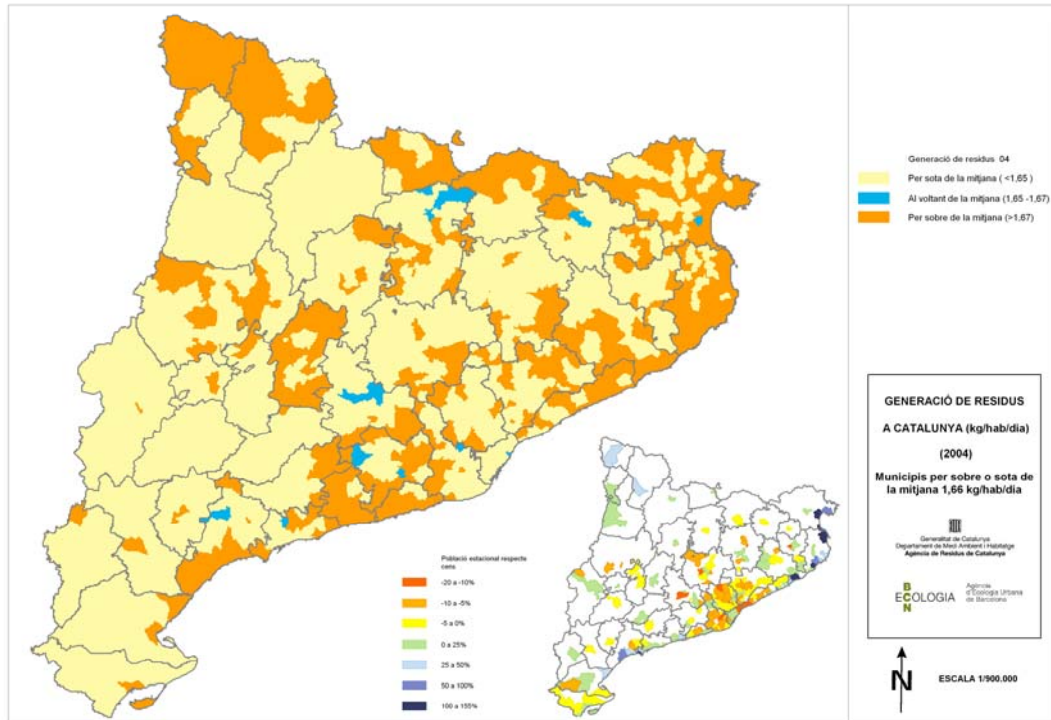 Generació de residus 04
Per sota de la mitjana ( <1,65 )
Al voltant de la mitjana (1,65 -1,67)
Per sobre de la mitjana (>1,67)
GENERACIÓ DE RESIDUS
A CATALUNYA (kg/hab/dia)
(2004)
Municipis per sobre o sota de
la mitjana 1,66 kg/hab/dia
Generalitat de Catalunya
Departament de Medi Ambient i Habitatge
Agència de Residus de Catalunya
BCN
ECOLOGIA
Agència
d'Ecologia Urbana
de Barcelona
N
ESCALA 1/900.000
Població estacional respecte
cens
-20 a -10%
-10 a -5%
-5 a 0%
0 a 25%
25 a 50%
50 a 100%
100 a 155%